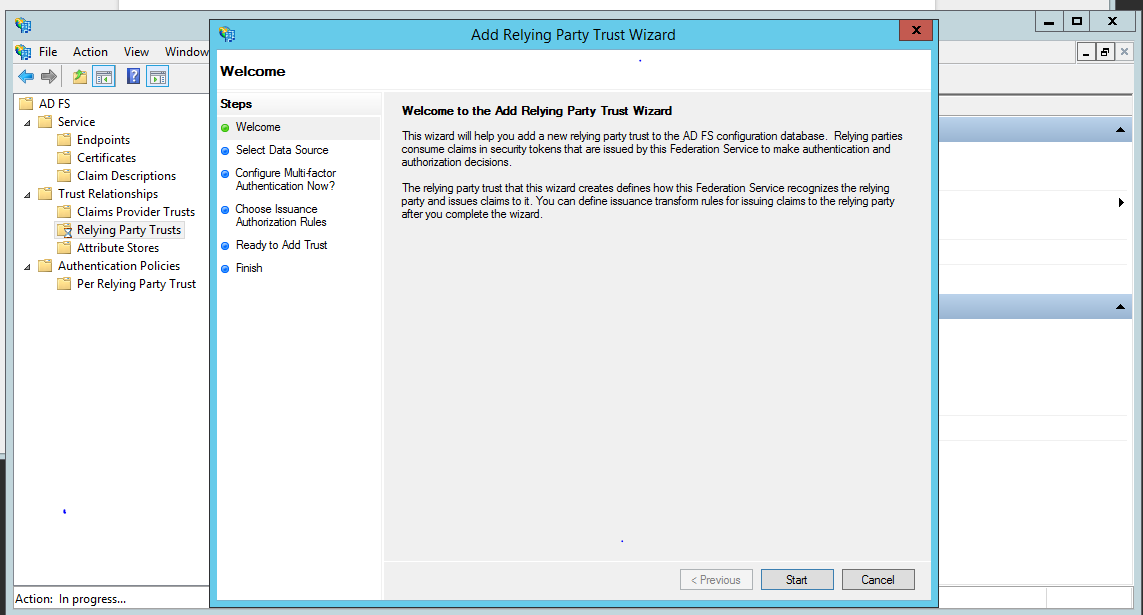 Add Relying Party Trust Wizard
File Action View Window
Welcome
AD FS
Service
Endpoints
Certificates
Claim Descriptions
Trust Relationships
Claims Provider Trusts
Relying Party Trusts
Attribute Stores
Authentication Policies
Per Relying Party Trust
Steps
Welcome
Select Data Source
Configure Multi-factor
Authentication Now?
Choose Issuance
Authorization Rules
Ready to Add Trust
Finish
Welcome to the Add Relying Party Trust Wizard
This wizard will help you add a new relying party trust to the AD FS configuration database. Relying parties
consume claims in security tokens that are issued by this Federation Service to make authentication and
authorization decisions.
The relying party trust that this wizard creates defines how this Federation Service recognizes the relying
party and issues claims to it. You can define issuance transform rules for issuing claims to the relying party
after you complete the wizard.
< Previous
Start
Cancel
Action: In progress...